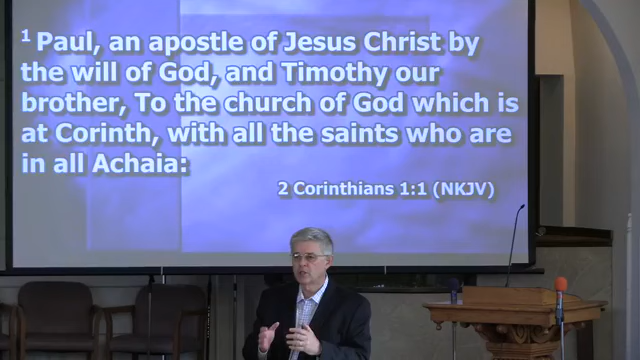 1 Paul, an apostle of Jesus Christ by
the will of God, and Timothy our
brother, To the church of God which is
at Corinth, with all the saints who are
in all Achaia:
2 Corinthians 1:1 (NKJV)